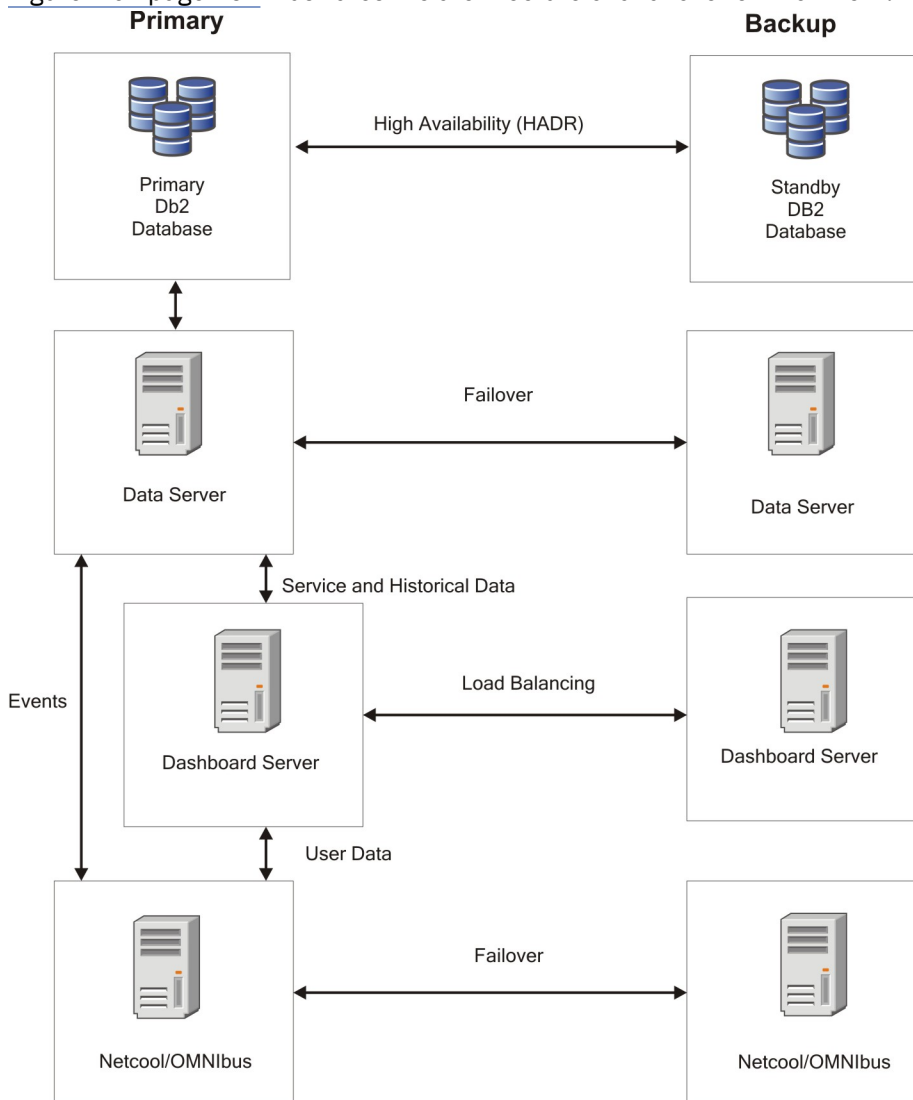 Primary
Backup
High Availability (HADR)
Primary
Db2
Database
Standby
DB2
Database
Failover
Data Server
Data Server
Service and Historical Data
Events
Load Balancing
Dashboard Server
Dashboard Server
User Data
Failover
Netcool/OMNIbus
Netcool/OMNIbus